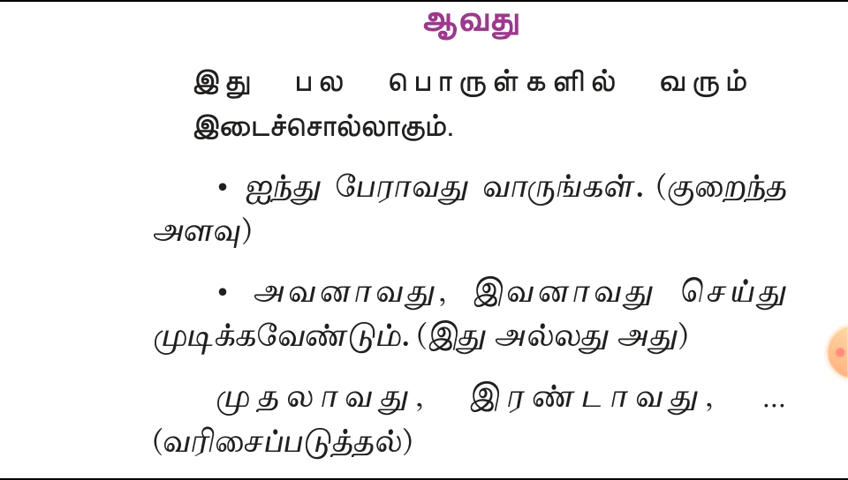 ஆவது
இது பல பொருள்களில் வரும்
இடைச்சொல்லாகும்.
• ஐந்து பேராவது வாருங்கள். (குறைந்த
அளவு)
• அவனாவது, இவனாவது செய்து
முடிக்கவேண்டும். (இது அல்லது அது)
முதலாவது, இரண்டாவது, ...
(வரிசைப்படுத்தல்)